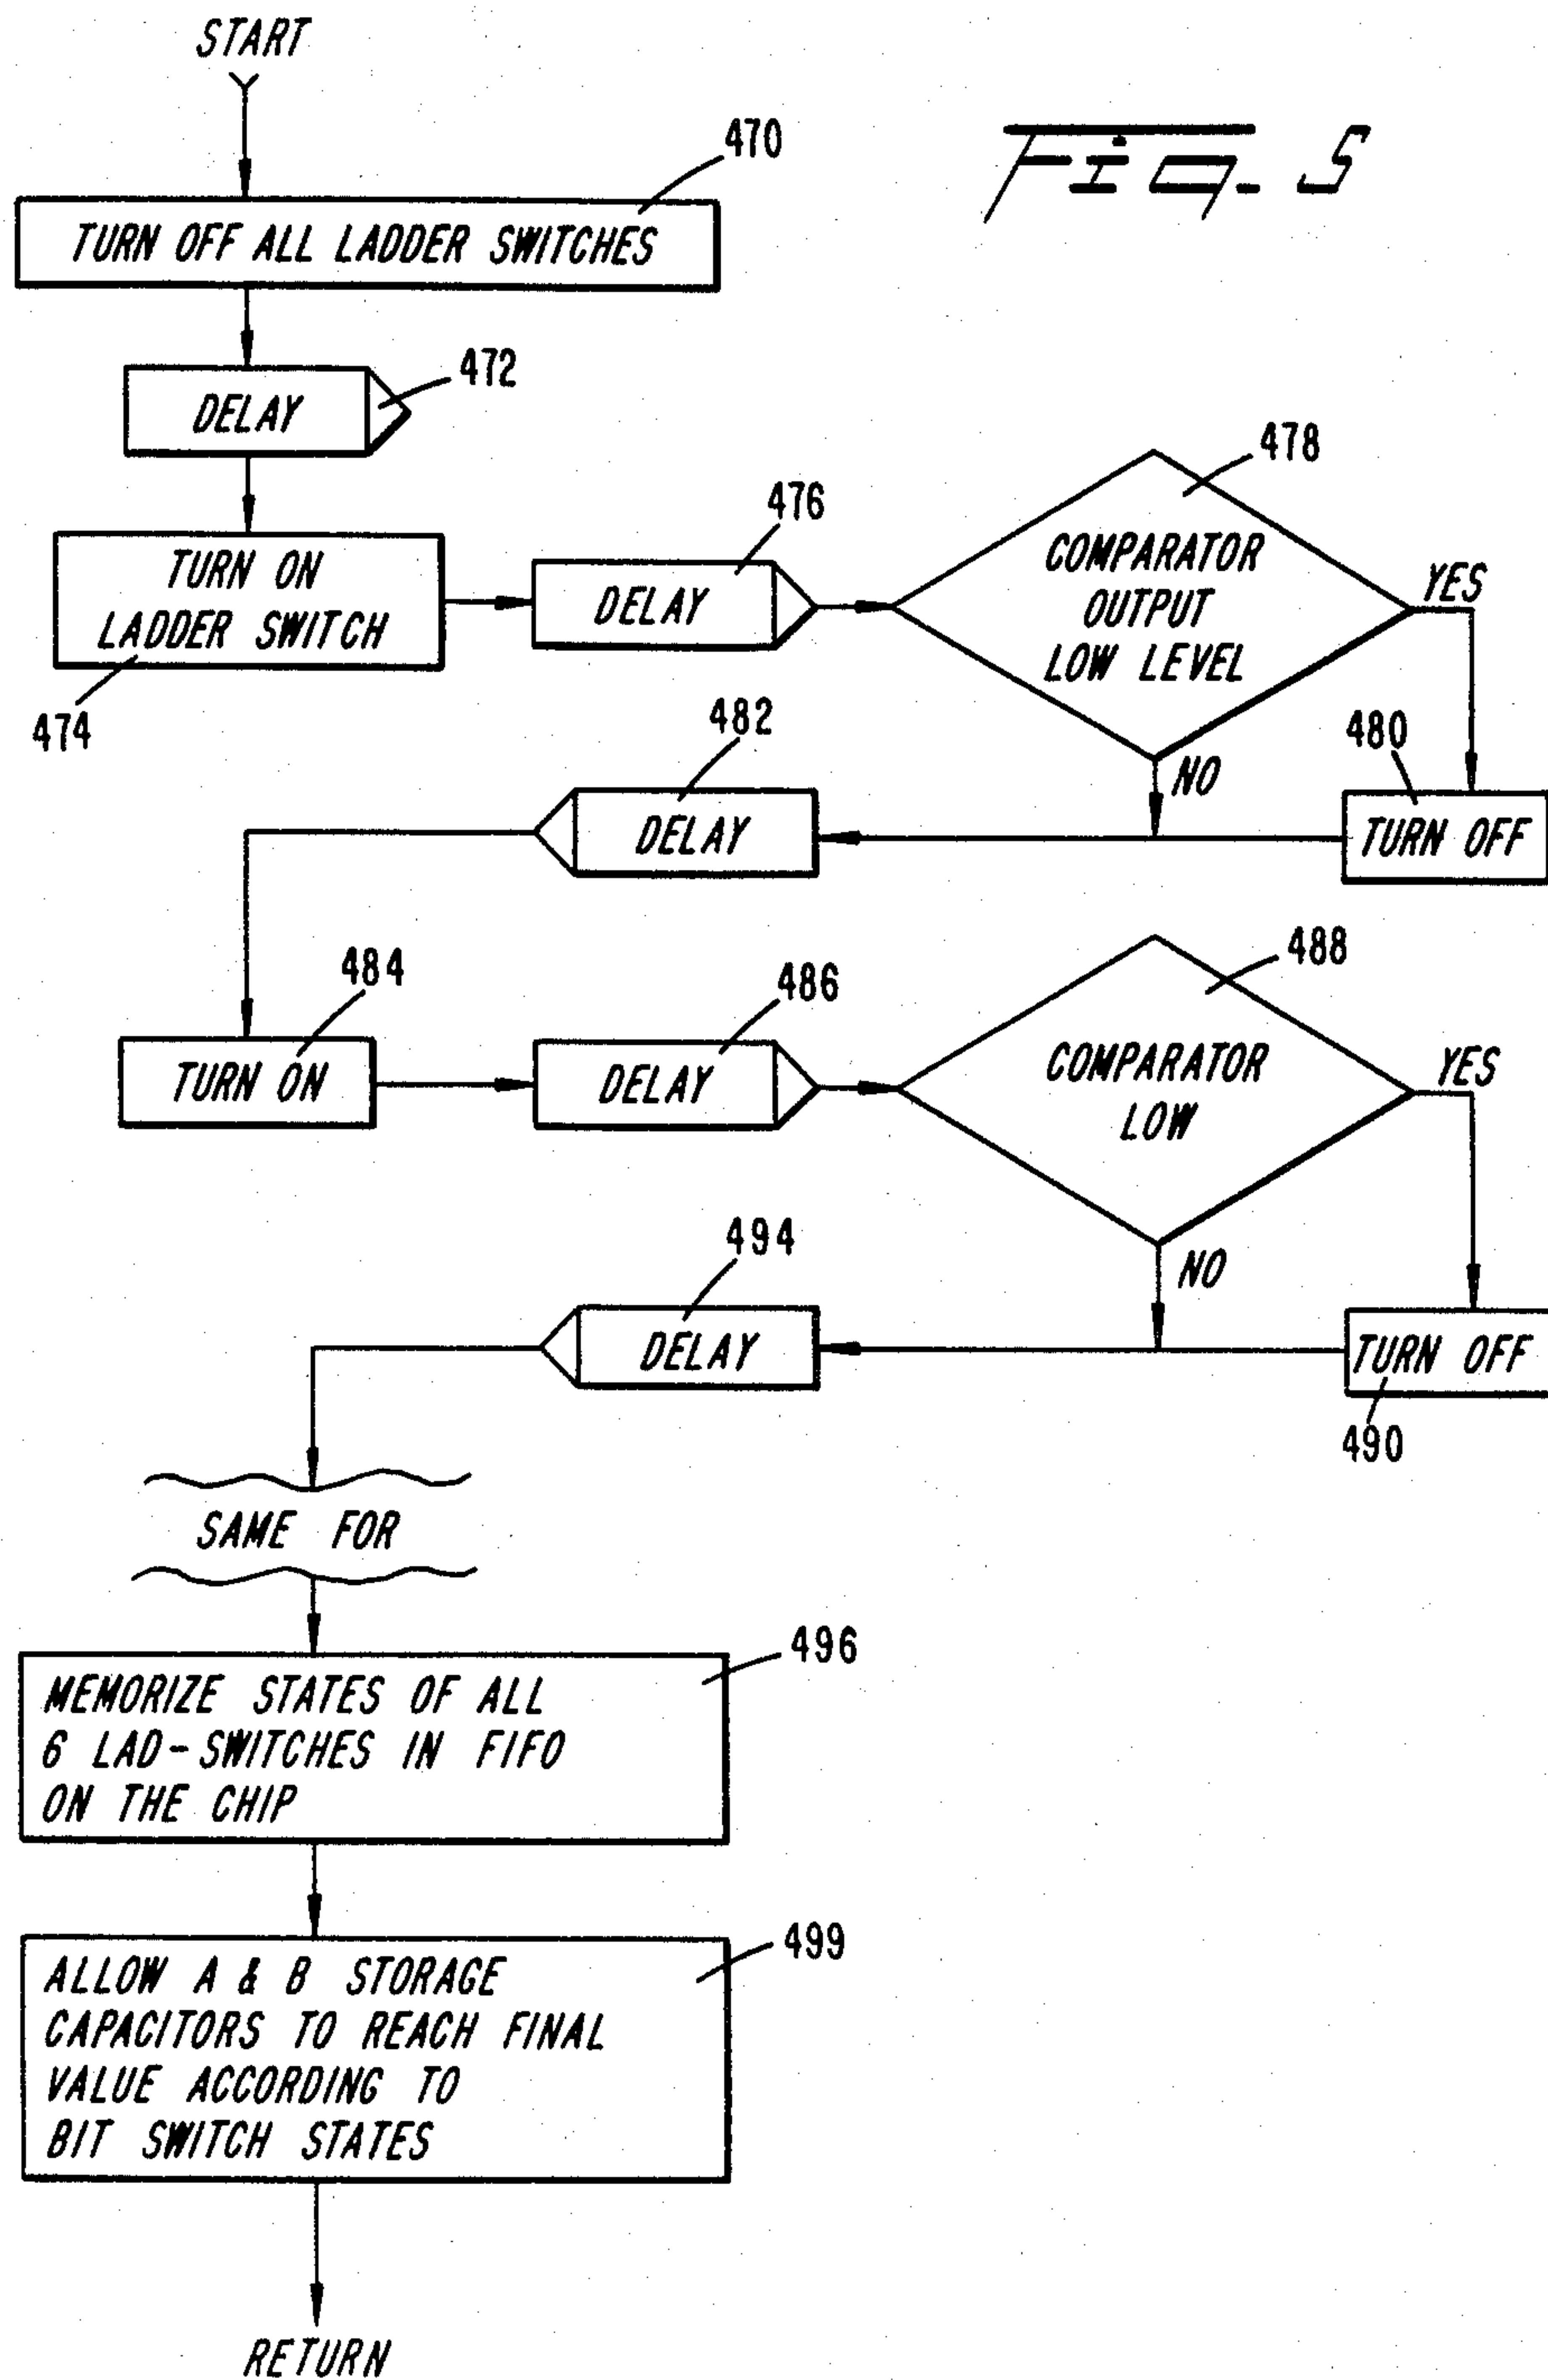 START
Fig. 5
470
TURN OFF ALL LADDER SWITCHES
472
DELAY
478
476
TURN ON
LADDER SWITCH
474
DELAY
COMPARATOR
OUTPUT
LOW LEVEL
YES
482
480
NO
DELAY
TURN OFF
484
486
488
TURN ON
DELAY
COMPARATOR
LOW
YES
494
NO
DELAY
TURN OFF
490
SAME FOR
496
MEMORIZE STATES OF ALL
6 LAD-SWITCHES IN FIFO
ON THE CHIP
499
ALLOW A & B STORAGE
CAPACITORS TO REACH FINAL
VALUE ACCORDING TO
BIT SWITCH STATES
RETURN